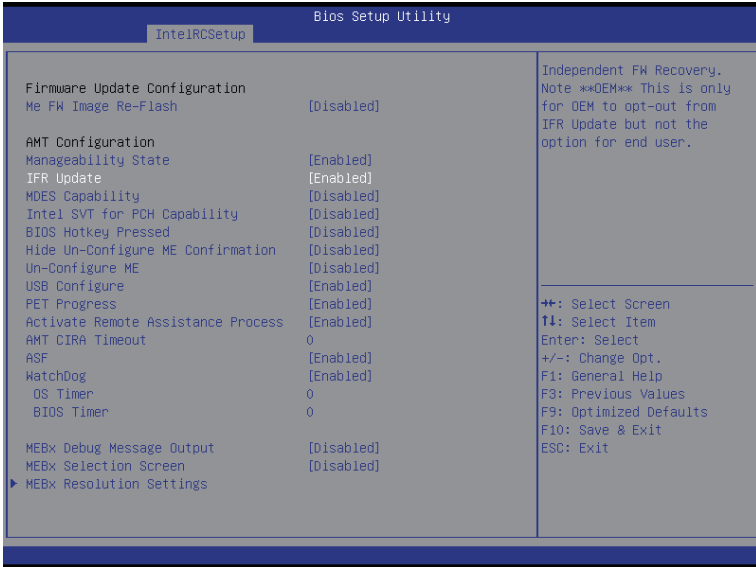 Bios Setup Utility
IntelRCSetup
Firmware Update Configuration
Me FW Image Re-Flash [Disabled]
AMT Configuration
Manageability State [Enabled]
IFR Update [Enabled]
MDES Capability [Disabled]
Intel SVT for PCH Capability [Disabled]
BIOS Hotkey Pressed [Disabled]
Hide Un-Configure ME Confirmation [Disabled]
Un-Configure ME [Disabled]
USB Configure [Enabled]
PET Progress [Enabled]
Activate Remote Assistance Process [Enabled]
AMT CIRA Timeout 0
ASF [Enabled]
WatchDog [Enabled]
OS Timer 0
BIOS Timer 0
MEBx Debug Message Output [Disabled]
MEBx Selection Screen [Disabled]
MEBx Resolution Settings
Independent FW Recovery.
Note **OEM** This is only
for OEM to opt-out from
IFR Update but not the
option for end user.
→←: Select Screen
↑↓: Select Item
Enter: Select
+/-: Change Opt.
F1: General Help
F3: Previous Values
F9: Optimized Defaults
F10: Save & Exit
ESC: Exit